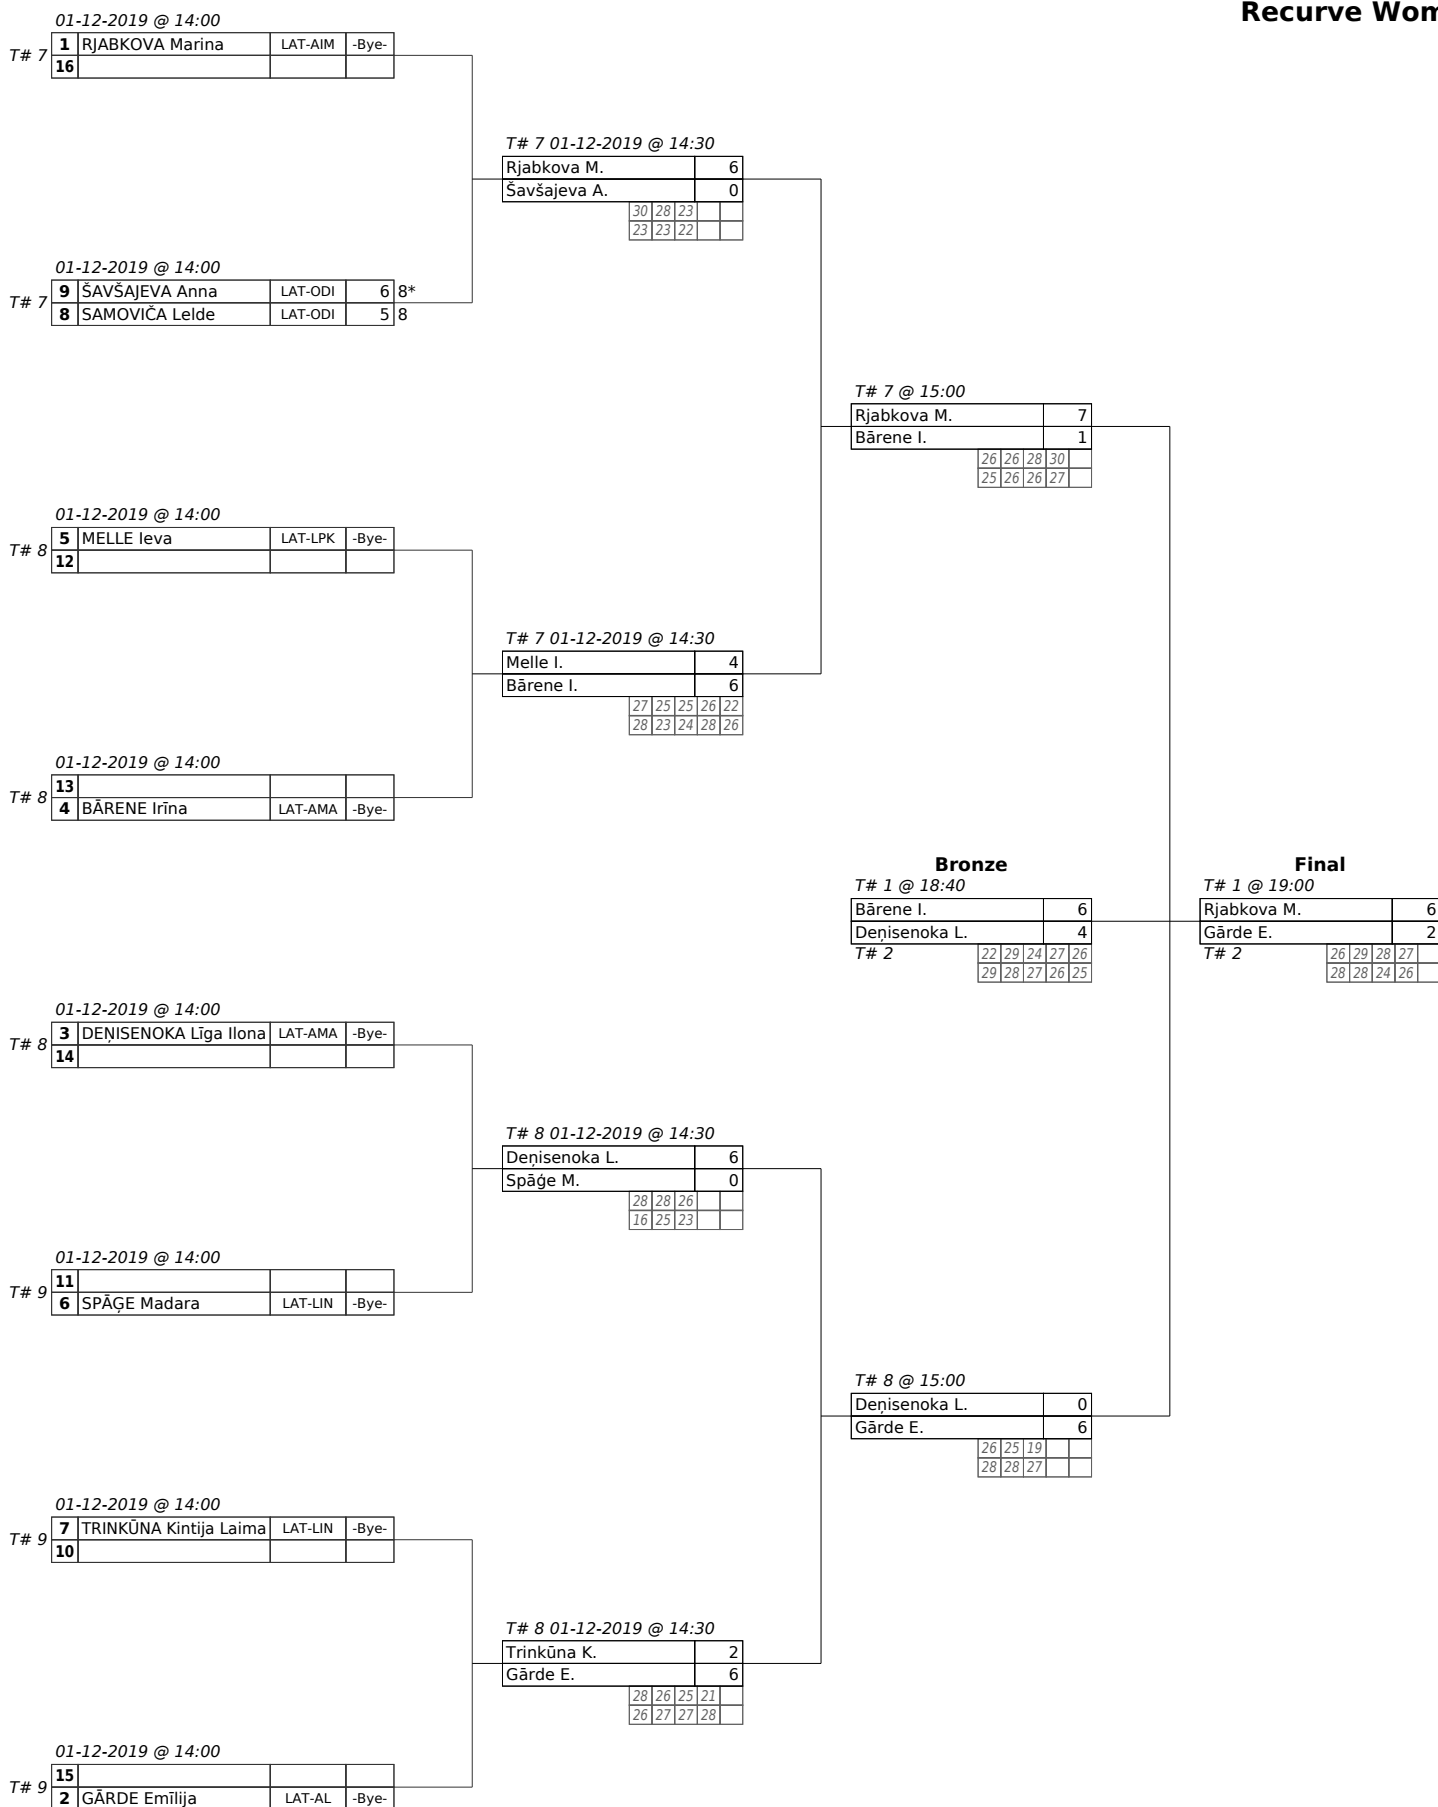 Recurve Wom
01-12-2019 @ 14:00
T# 7
1 RJABKOVA Marina LAT-AIM -Bye-
16
T# 7 01-12-2019 @ 14:30
Rjabkova M. 6
Šavšajeva A. 0
30 28 23
23 23 22
01-12-2019 @ 14:00
T# 7
9 ŠAVŠAJEVA Anna LAT-ODI 6 8*
8 SAMOVIČA Lelde LAT-ODI 5 8
T# 7 @ 15:00
Rjabkova M. 7
Bārene I. 1
26 26 28 30
25 26 26 27
01-12-2019 @ 14:00
T# 8
5 MELLE Ieva LAT-LPK -Bye-
12
T# 7 01-12-2019 @ 14:30
Melle I. 4
Bārene I. 6
27 25 25 26 22
28 23 24 28 26
01-12-2019 @ 14:00
T# 8
13
4 BĀRENE Irīna LAT-AMA -Bye-
Bronze
T# 1 @ 18:40
Bārene I. 6
Deņisenoka L. 4
T# 2 22 29 24 27 26
29 28 27 26 25
Final
T# 1 @ 19:00
Rjabkova M. 6
Gārde E. 2
T# 2 26 29 28 27
28 28 24 26
01-12-2019 @ 14:00
T# 8
3 DEŅISENOKA Līga Ilona LAT-AMA -Bye-
14
T# 8 01-12-2019 @ 14:30
Deņisenoka L. 6
Spāģe M. 0
28 28 26
16 25 23
01-12-2019 @ 14:00
T# 9
11
6 SPĀĢE Madara LAT-LIN -Bye-
T# 8 @ 15:00
Deņisenoka L. 0
Gārde E. 6
26 25 19
28 28 27
01-12-2019 @ 14:00
T# 9
7 TRINKŪNA Kintija Laima LAT-LIN -Bye-
10
T# 8 01-12-2019 @ 14:30
Trinkūna K. 2
Gārde E. 6
28 26 25 21
26 27 27 28
01-12-2019 @ 14:00
T# 9
15
2 GĀRDE Emīlija LAT-AL -Bye-